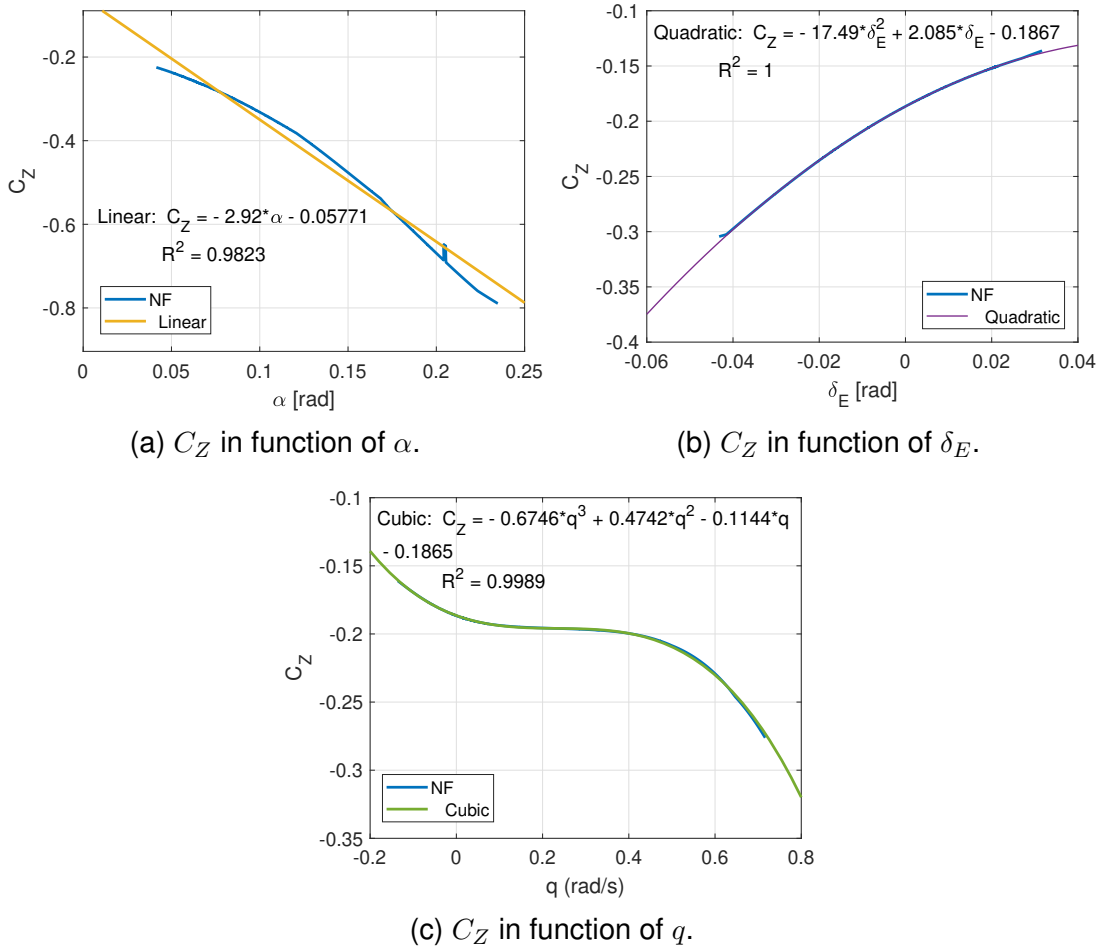 -0.2
-0.4
-0.6
-0.8
C_Z
Linear: C_Z = - 2.92*α - 0.05771
R^2 = 0.9823
NF
Linear
0 0.05 0.1 0.15 0.2 0.25
α [rad]
(a) C_Z in function of α.
-0.1
-0.15
-0.2
-0.25
-0.3
-0.35
-0.4
C_Z
Quadratic: C_Z = - 17.49*δ_E^2 + 2.085*δ_E - 0.1867
R^2 = 1
NF
Quadratic
-0.06 -0.04 -0.02 0 0.02 0.04
δ_E [rad]
(b) C_Z in function of δ_E.
-0.1
-0.15
-0.2
-0.25
-0.3
-0.35
C_Z
Cubic: C_Z = - 0.6746*q^3 + 0.4742*q^2 - 0.1144*q
- 0.1865
R^2 = 0.9989
NF
Cubic
-0.2 0 0.2 0.4 0.6 0.8
q (rad/s)
(c) C_Z in function of q.